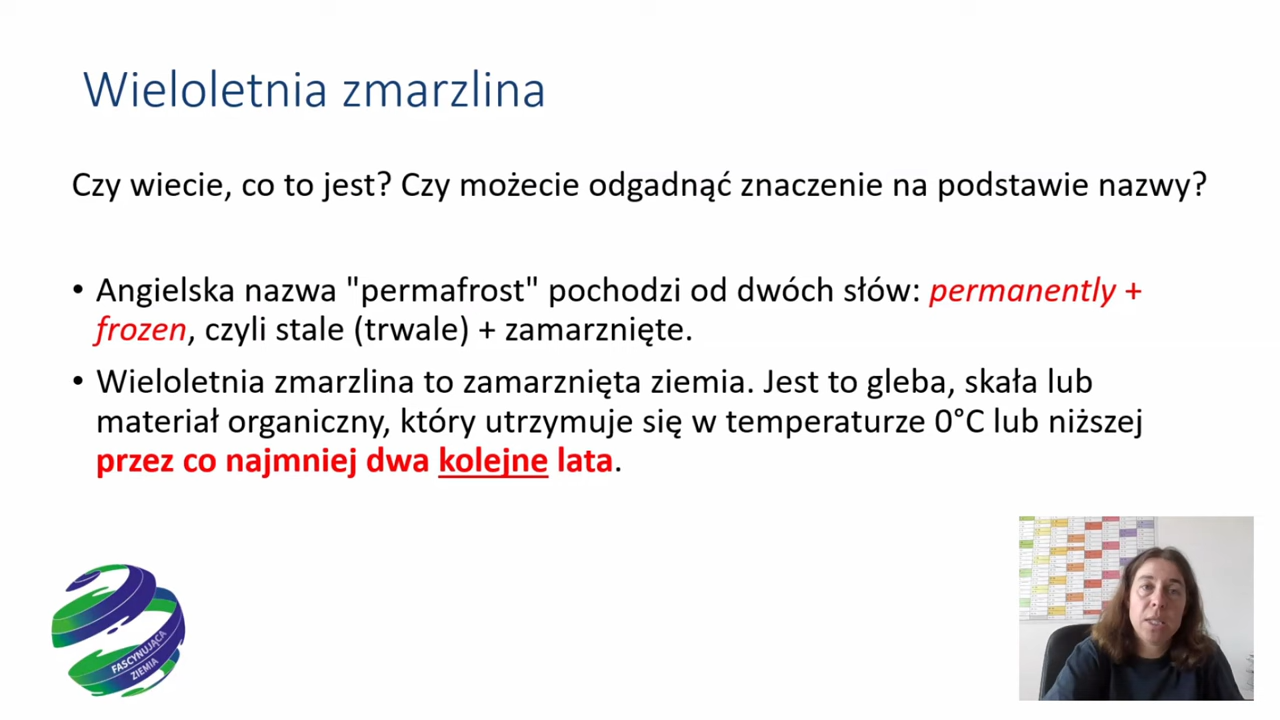 Wieloletnia zmarzlina
Czy wiecie, co to jest? Czy możecie odgadnąć znaczenie na podstawie nazwy?
• Angielska nazwa "permafrost" pochodzi od dwóch słów: permanently +
frozen, czyli stale (trwale) + zamarznięte.
• Wieloletnia zmarzlina to zamarznięta ziemia. Jest to gleba, skała lub
materiał organiczny, który utrzymuje się w temperaturze 0°C lub niższej
przez co najmniej dwa kolejne lata.
FASCYNUJĄCA
ZIEMIA